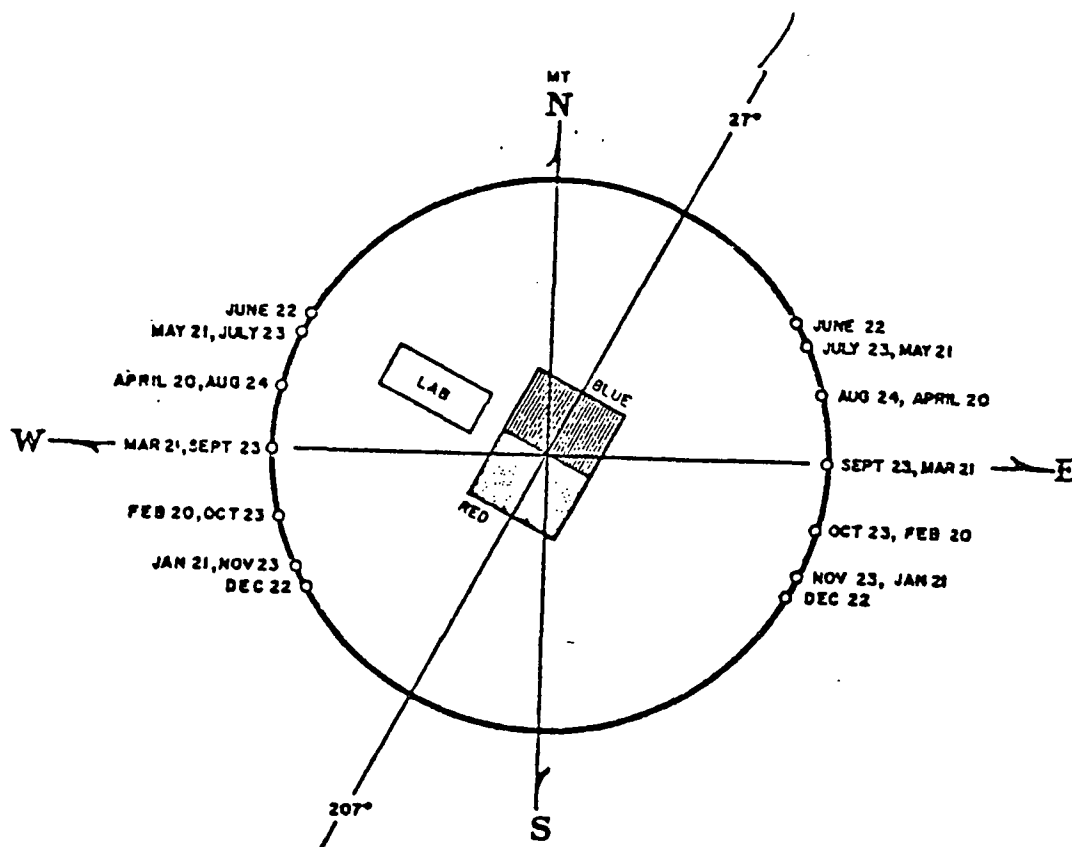 MT
N
27°
JUNE 22
MAY 21, JULY 23
APRIL 20, AUG 24
W
MAR 21, SEPT 23
FEB 20, OCT 23
JAN 21, NOV 23
DEC 22
LAB
BLUE
RED
JUNE 22
JULY 23, MAY 21
AUG 24, APRIL 20
SEPT 23, MAR 21
E
OCT 23, FEB 20
NOV 23, JAN 21
DEC 22
207°
S